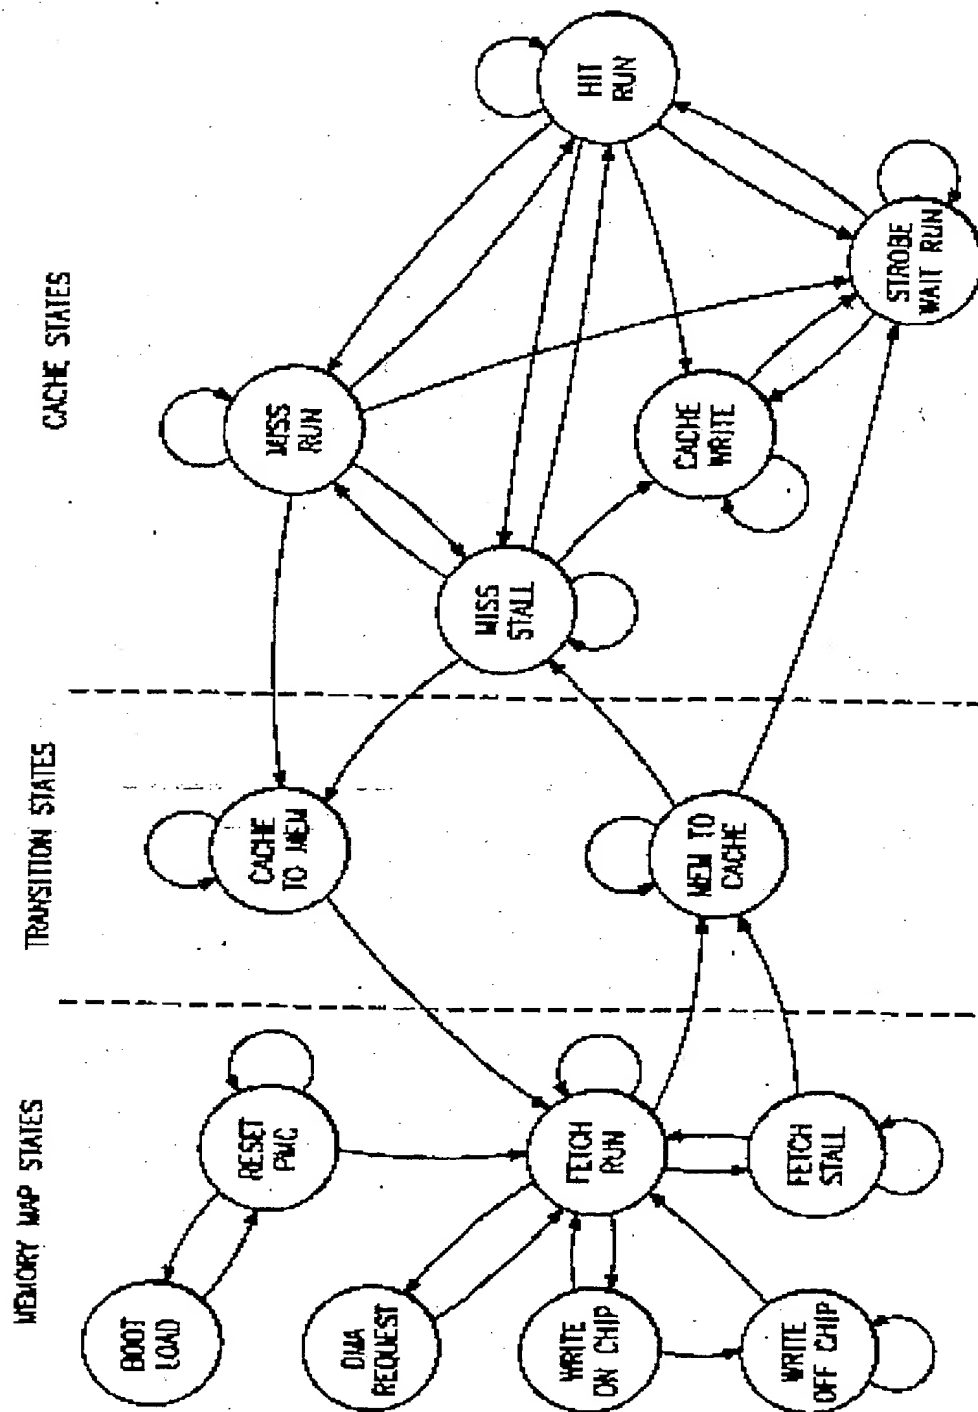 MEMORY MAP STATES
TRANSITION STATES
CACHE STATES
BOOT
LOAD
RESET
PMC
DMA
REQUEST
FETCH
RUN
WRITE
ON CHIP
WRITE
OFF CHIP
FETCH
STALL
CACHE
TO MEM
MEM TO
CACHE
MISS
RUN
MISS
STALL
CACHE
WRITE
HIT
RUN
STROBE
WAIT RUN